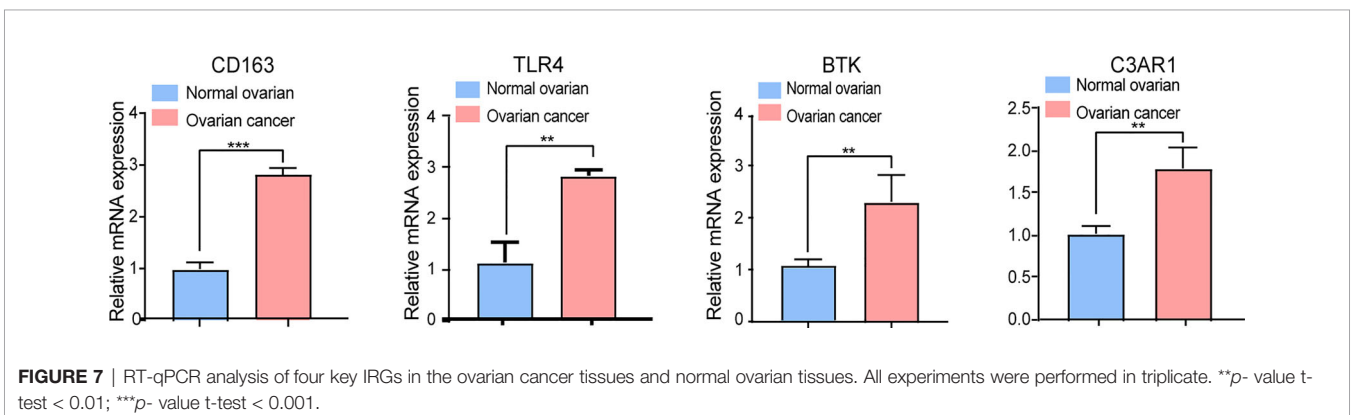 CD163
Normal ovarian
Ovarian cancer
Relative mRNA expression
4
3
2
1
0
***
TLR4
Normal ovarian
Ovarian cancer
Relative mRNA expression
4
3
2
1
0
**
BTK
Normal ovarian
Ovarian cancer
Relative mRNA expression
4
3
2
1
0
**
C3AR1
Normal ovarian
Ovarian cancer
Relative mRNA expression
2.5
2.0
1.5
1.0
0.5
0.0
**
FIGURE 7 | RT-qPCR analysis of four key IRGs in the ovarian cancer tissues and normal ovarian tissues. All experiments were performed in triplicate. **p- value t-
test < 0.01; ***p- value t-test < 0.001.